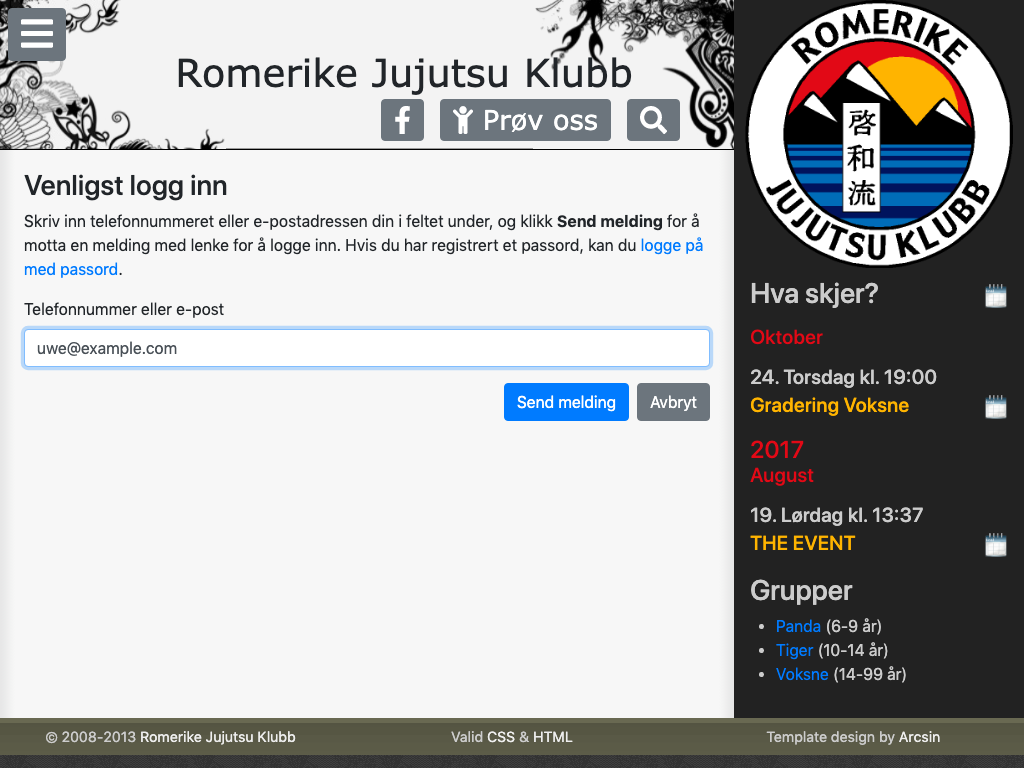 Romerike Jujutsu Klubb
Prøv oss
Venligst logg inn
Skriv inn telefonnummeret eller e-postadressen din i feltet under, og klikk Send melding for å
motta en melding med lenke for å logge inn. Hvis du har registrert et passord, kan du logge på
med passord.
Telefonnummer eller e-post
uwe@example.com
Send melding
Avbryt
ROMERIKE
啓和流
JUJUTSU KLUBB
Hva skjer?
Oktober
24. Torsdag kl. 19:00
Gradering Voksne
2017
August
19. Lørdag kl. 13:37
THE EVENT
Grupper
• Panda (6-9 år)
• Tiger (10-14 år)
• Voksne (14-99 år)
© 2008-2013 Romerike Jujutsu Klubb
Valid CSS & HTML
Template design by Arcsin